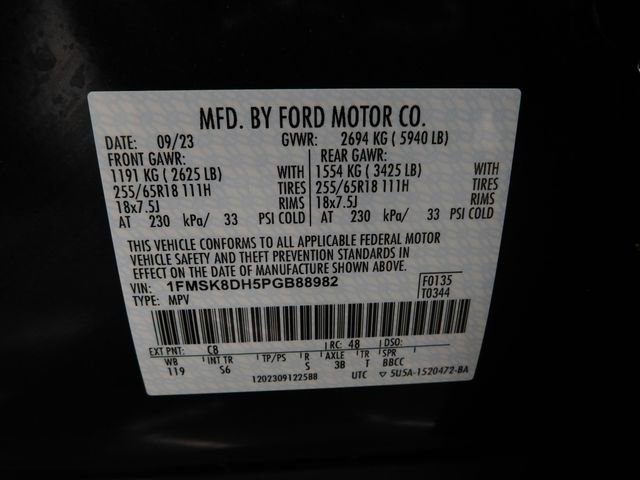 MFD. BY FORD MOTOR CO.
DATE: 09/23 GVWR: 2694 KG ( 5940 LB)
FRONT GAWR: REAR GAWR:
1191 KG ( 2625 LB) WITH 1554 KG ( 3425 LB) WITH
255/65R18 111H TIRES 255/65R18 111H TIRES
18x7.5J RIMS 18x7.5J RIMS
AT 230 kPa/ 33 PSI COLD AT 230 kPa/ 33 PSI COLD
THIS VEHICLE CONFORMS TO ALL APPLICABLE FEDERAL MOTOR
VEHICLE SAFETY AND THEFT PREVENTION STANDARDS IN
EFFECT ON THE DATE OF MANUFACTURE SHOWN ABOVE.
VIN: 1FMSK8DH5PGB88982 F0135
TYPE: MPV T0344
EXT PNT: CB RC: 48 DSO:
WB INT TR TP/PS R AXLE TR SPR
119 S6 S 3B T BBCC
120230912258B UTC ▽ 5U5A-1520472-BA